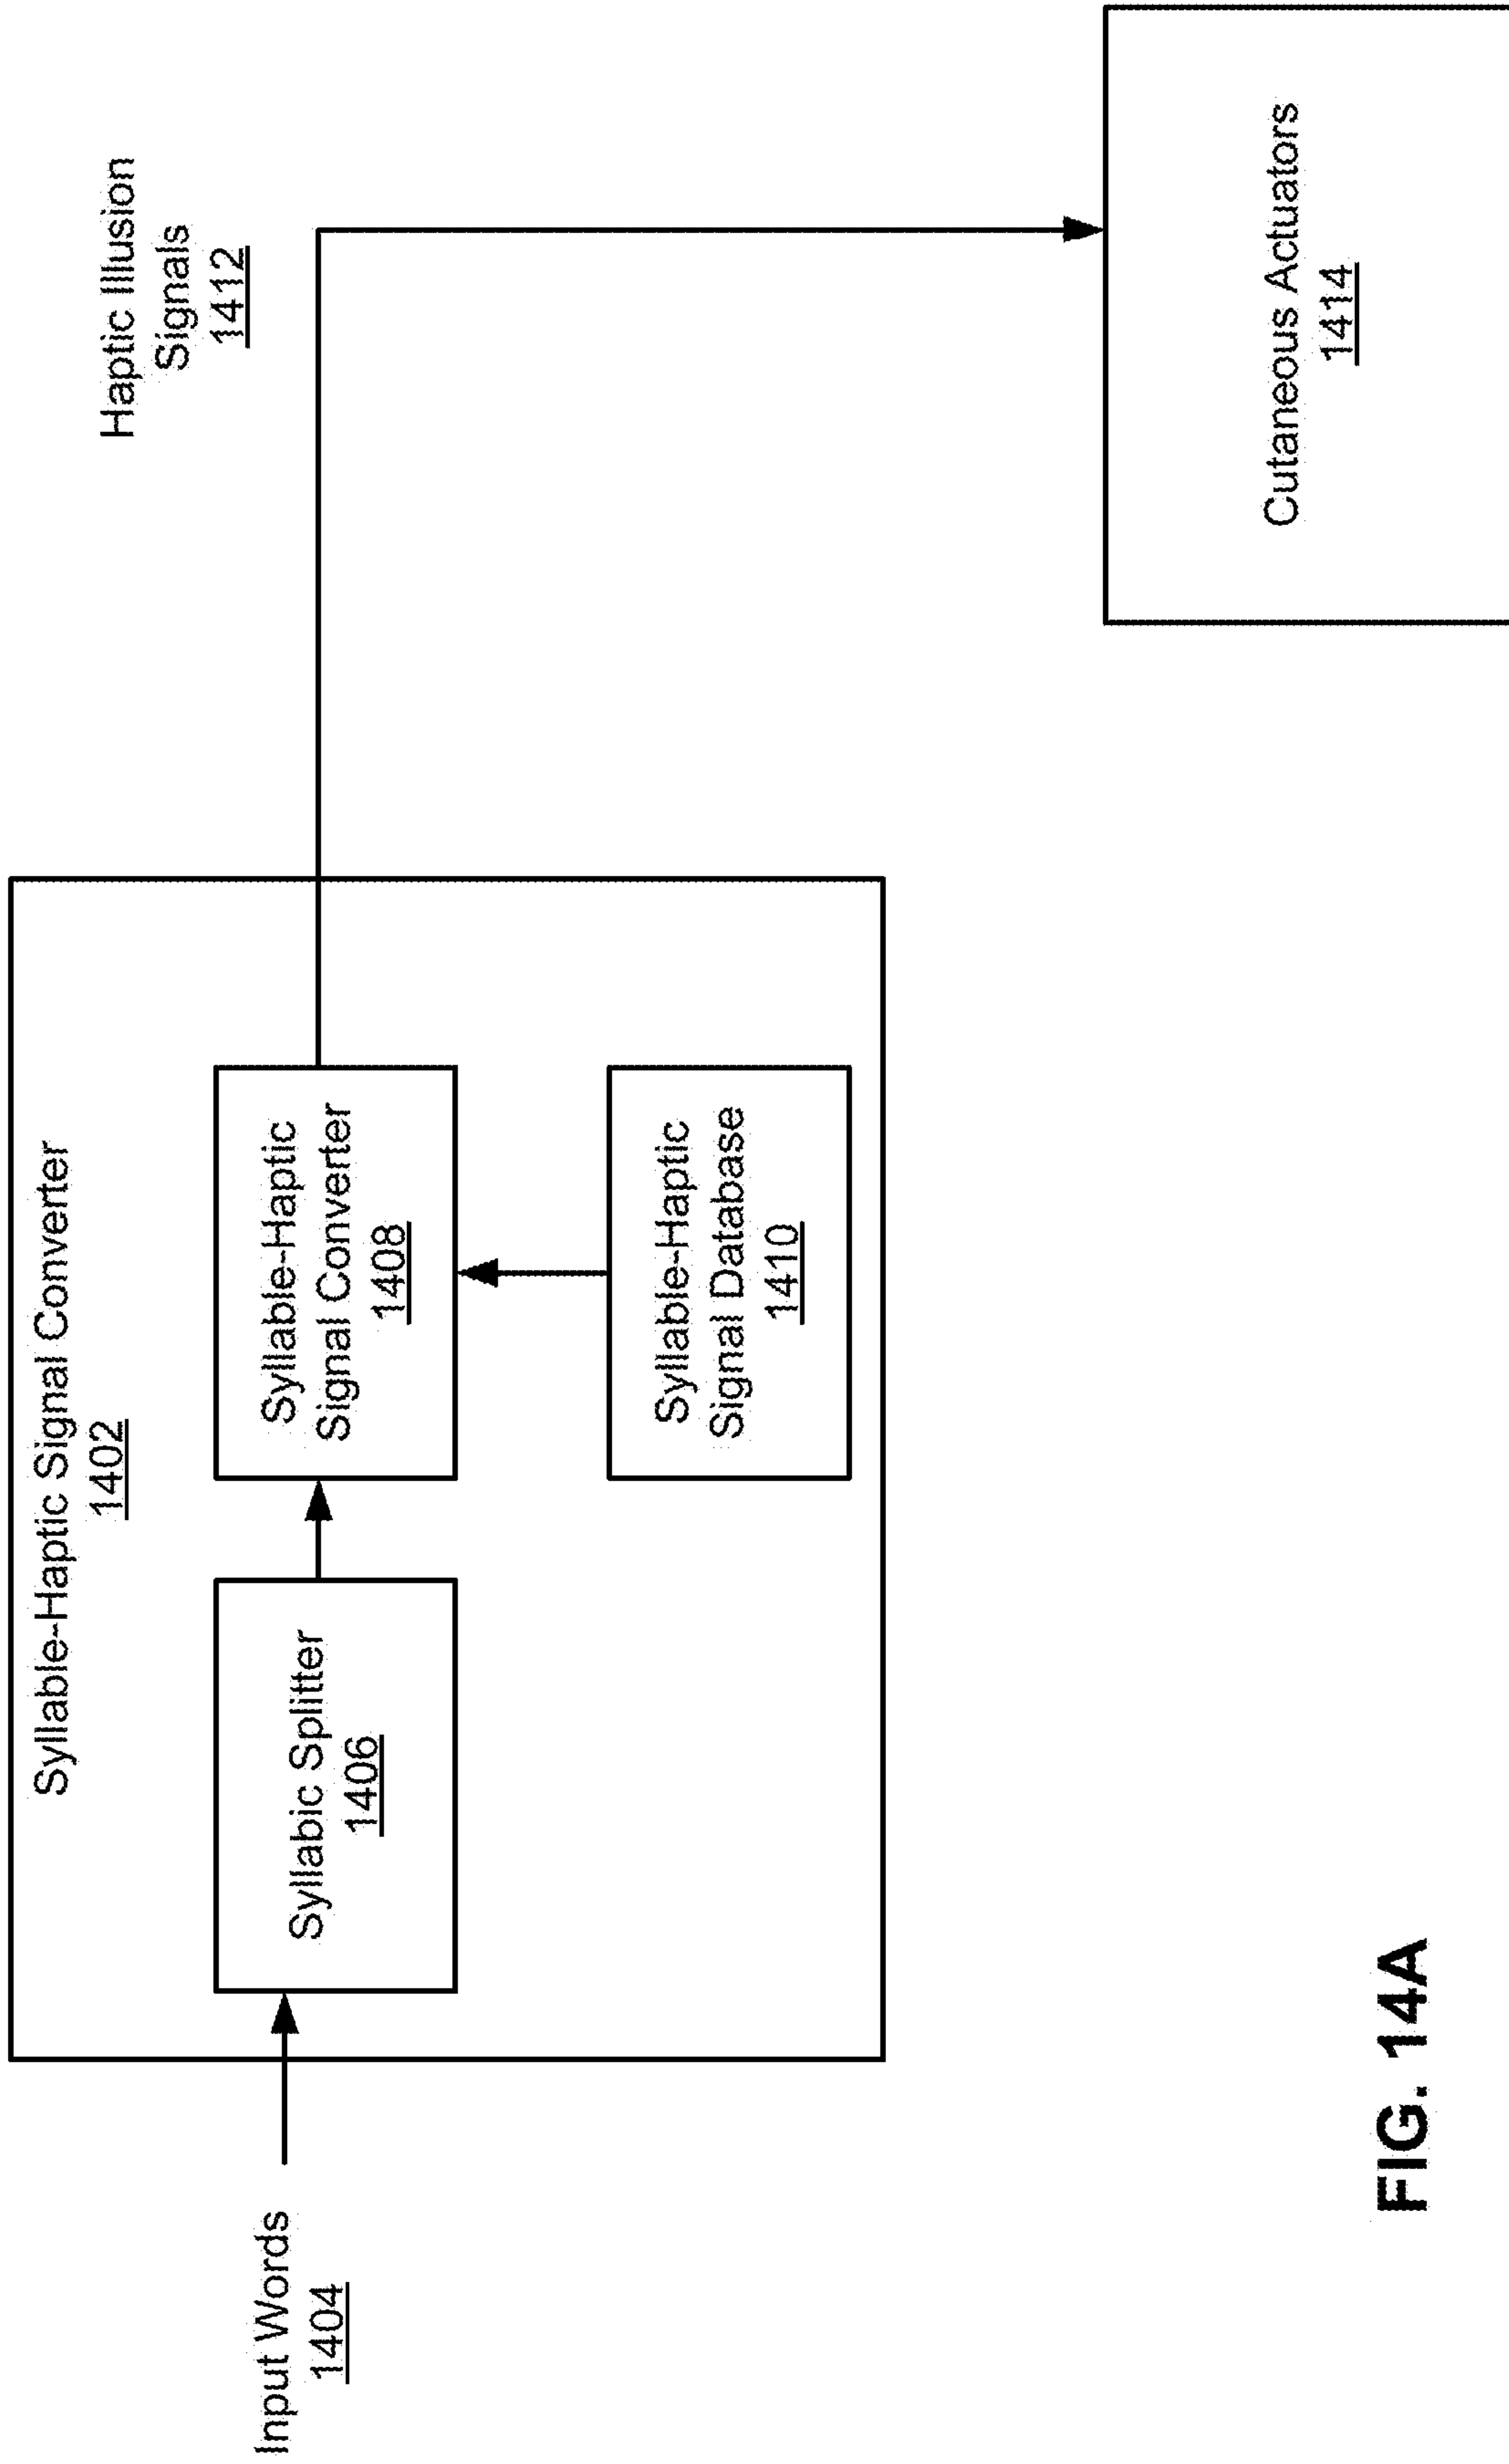 Syllable-Haptic Signal Converter
1402
Input Words
1404
Syllabic Splitter
1406
Syllable-Haptic
Signal Converter
1408
Syllable-Haptic
Signal Database
1410
Haptic Illusion
Signals
1412
Cutaneous Actuators
1414
FIG. 14A